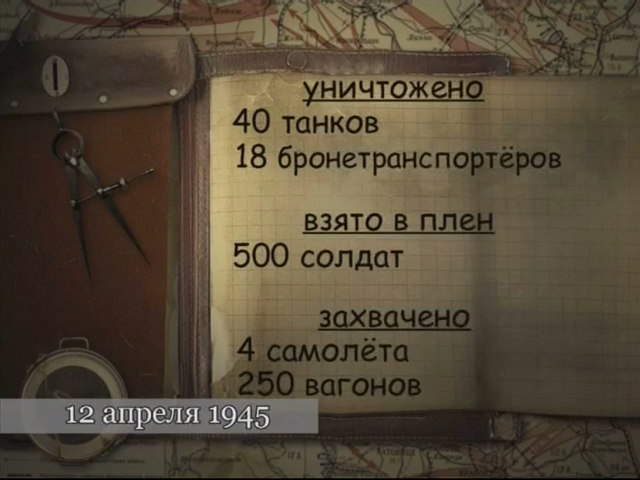 уничтожено
40 танков
18 бронетранспортёров
взято в плен
500 солдат
захвачено
4 самолёта
250 вагонов
12 апреля 1945